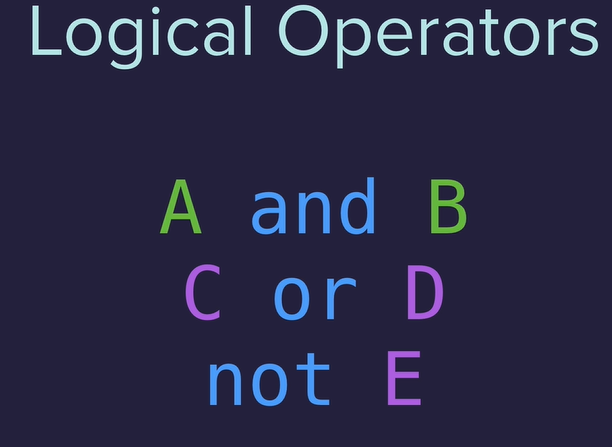 Logical Operators
A and B
C or D
not E